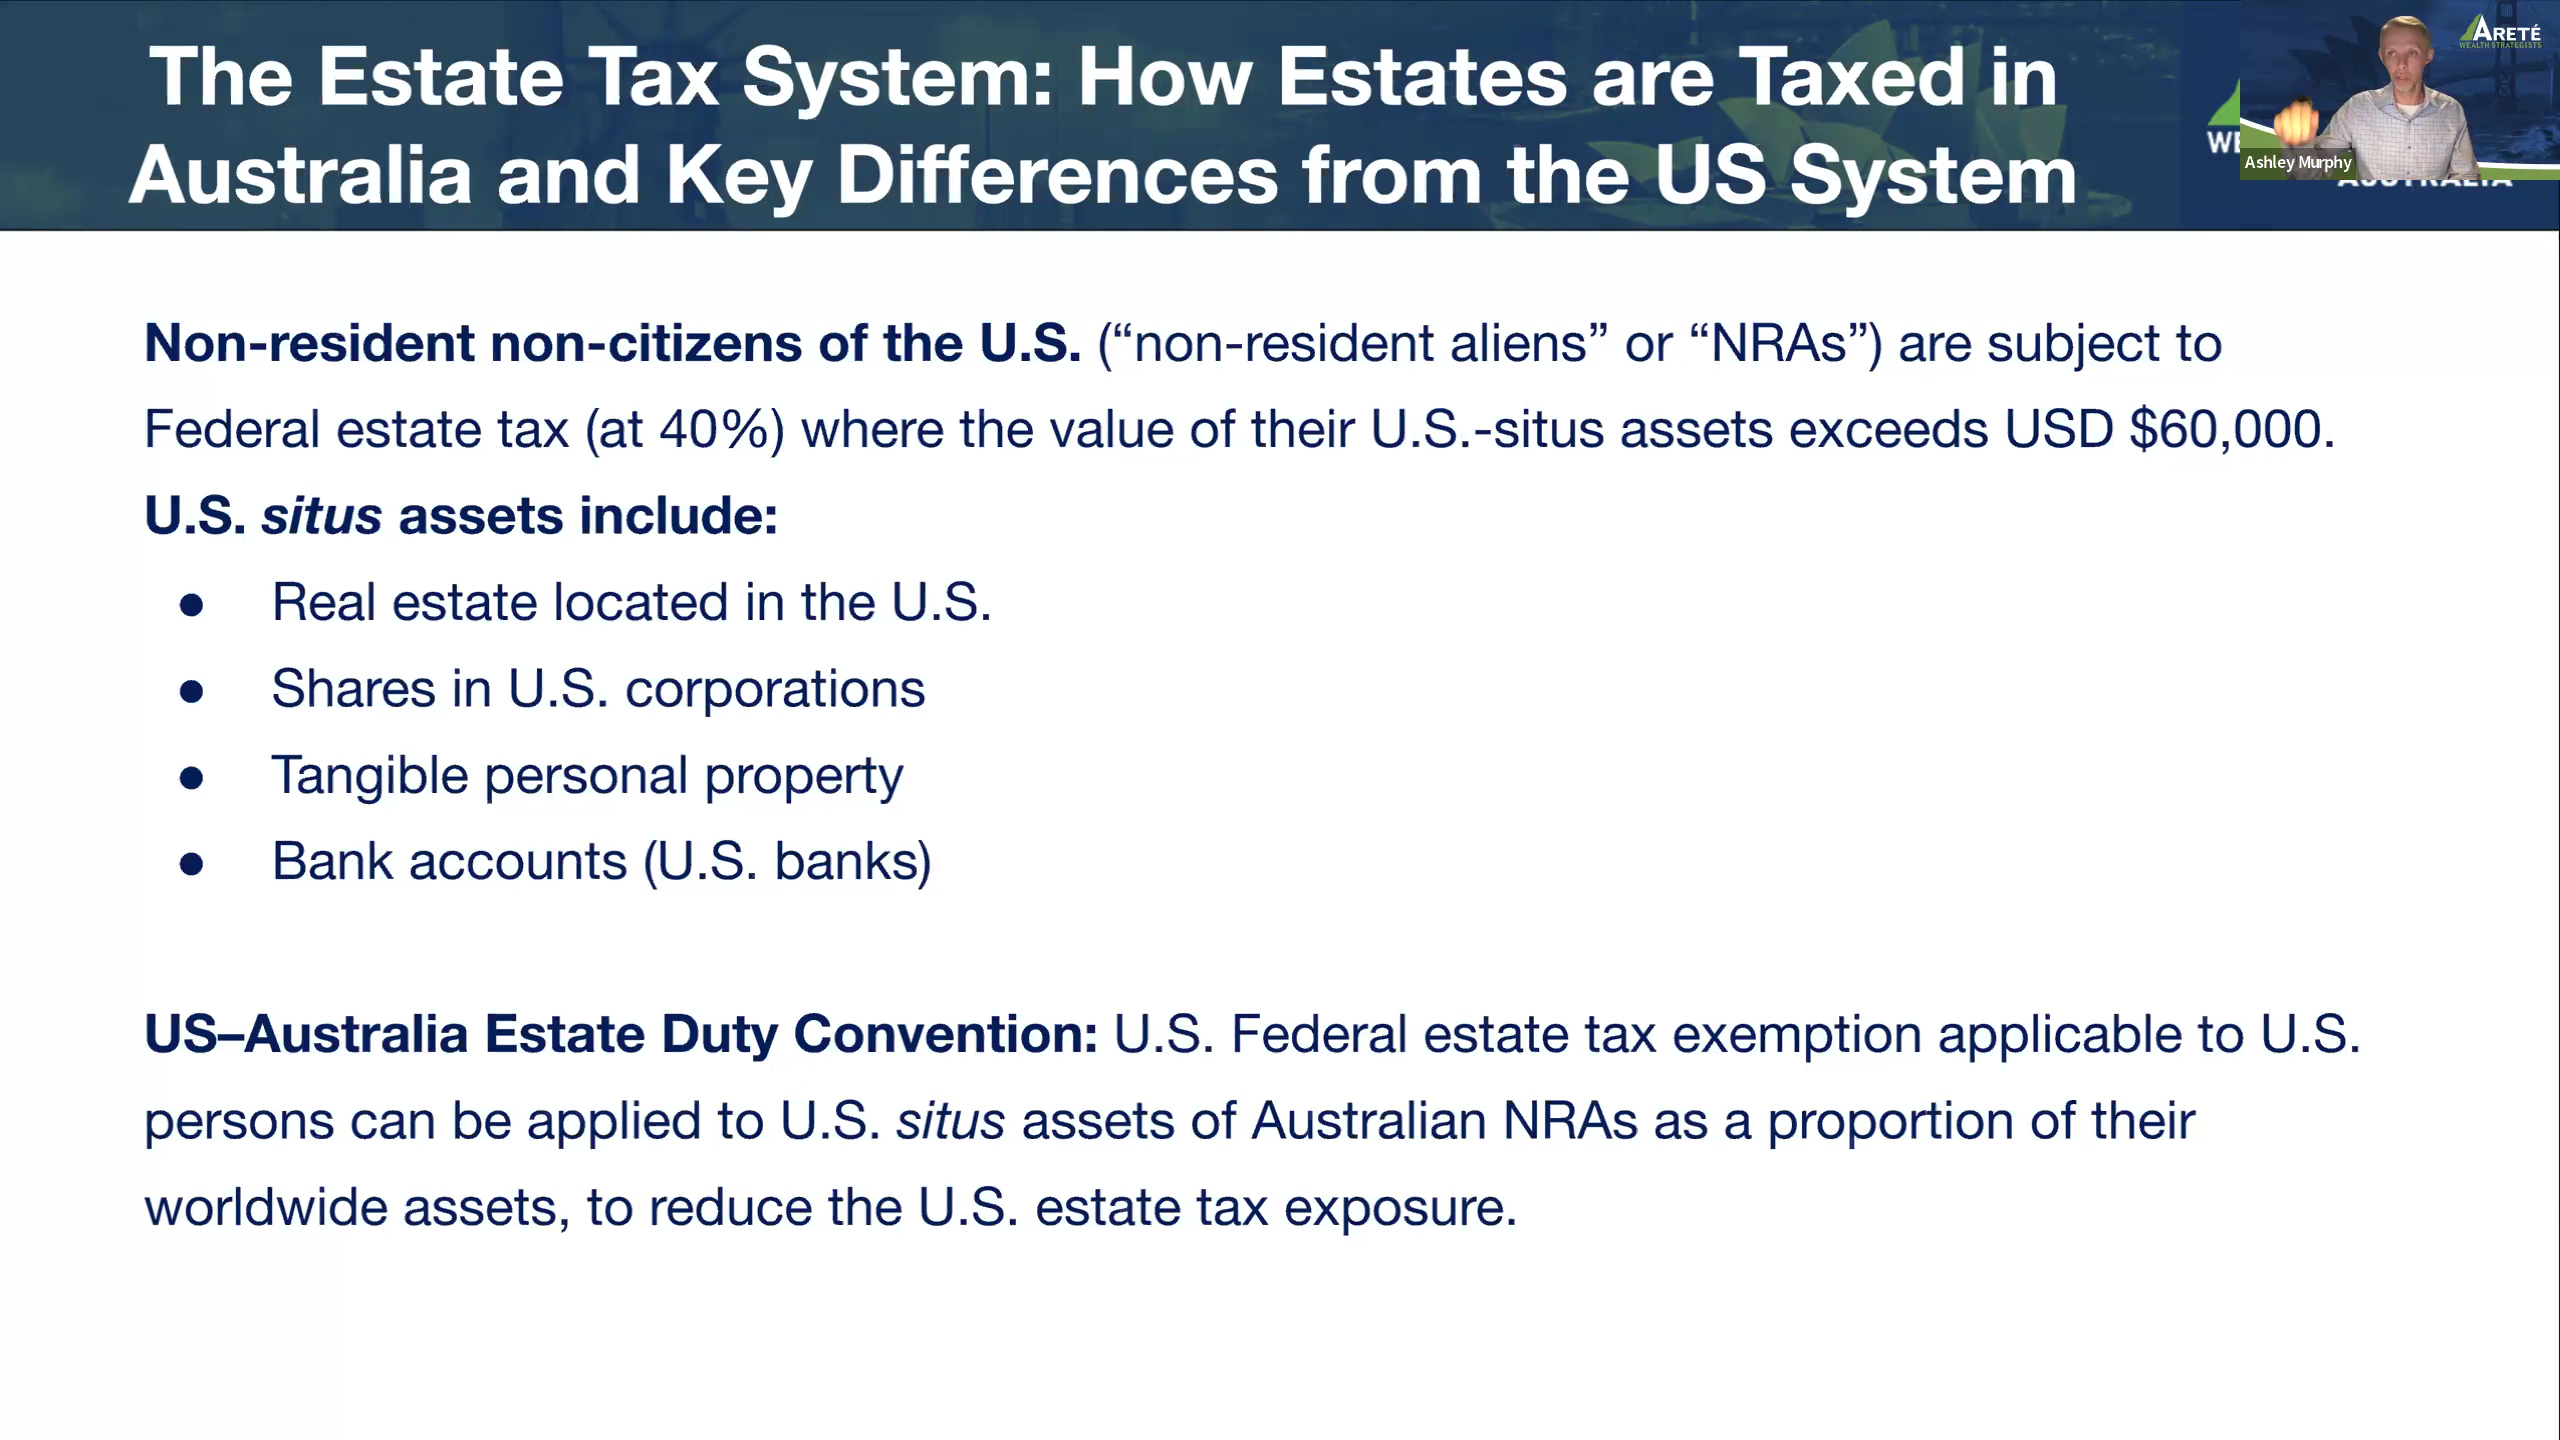 The Estate Tax System: How Estates are Taxed in
Australia and Key Differences from the US System
ARETÉ
WEALTH STRATEGISTS
Ashley Murphy
Non-resident non-citizens of the U.S. (“non-resident aliens” or “NRAs”) are subject to
Federal estate tax (at 40%) where the value of their U.S.-situs assets exceeds USD $60,000.
U.S. situs assets include:
● Real estate located in the U.S.
● Shares in U.S. corporations
● Tangible personal property
● Bank accounts (U.S. banks)
US–Australia Estate Duty Convention: U.S. Federal estate tax exemption applicable to U.S.
persons can be applied to U.S. situs assets of Australian NRAs as a proportion of their
worldwide assets, to reduce the U.S. estate tax exposure.